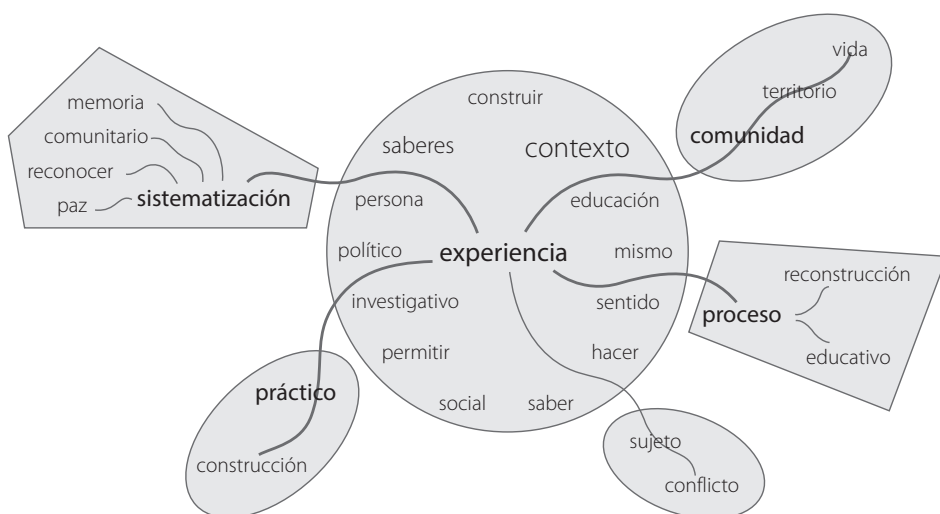 memoria
comunitario
reconocer
paz
sistematización
construir
saberes
contexto
persona
educación
político
experiencia
mismo
investigativo
sentido
permitir
hacer
social
saber
vida
territorio
comunidad
reconstrucción
proceso
educativo
práctico
construcción
sujeto
conflicto